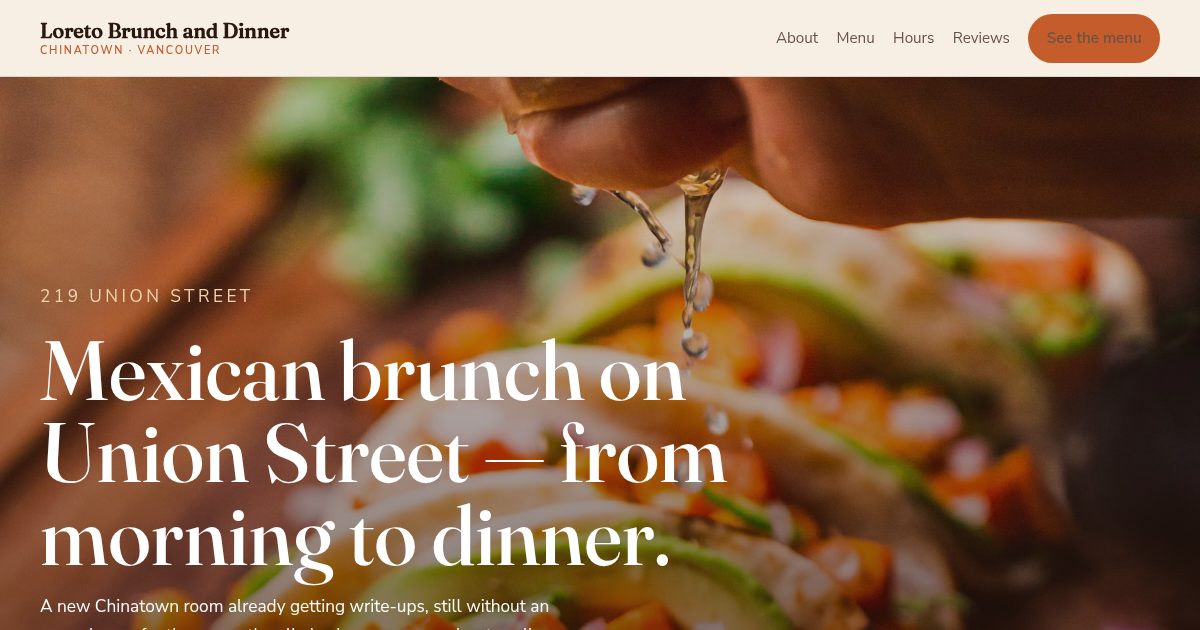 Loreto Brunch and Dinner
CHINATOWN · VANCOUVER
About Menu Hours Reviews See the menu
219 UNION STREET
Mexican brunch on
Union Street — from
morning to dinner.
A new Chinatown room already getting write-ups, still without an